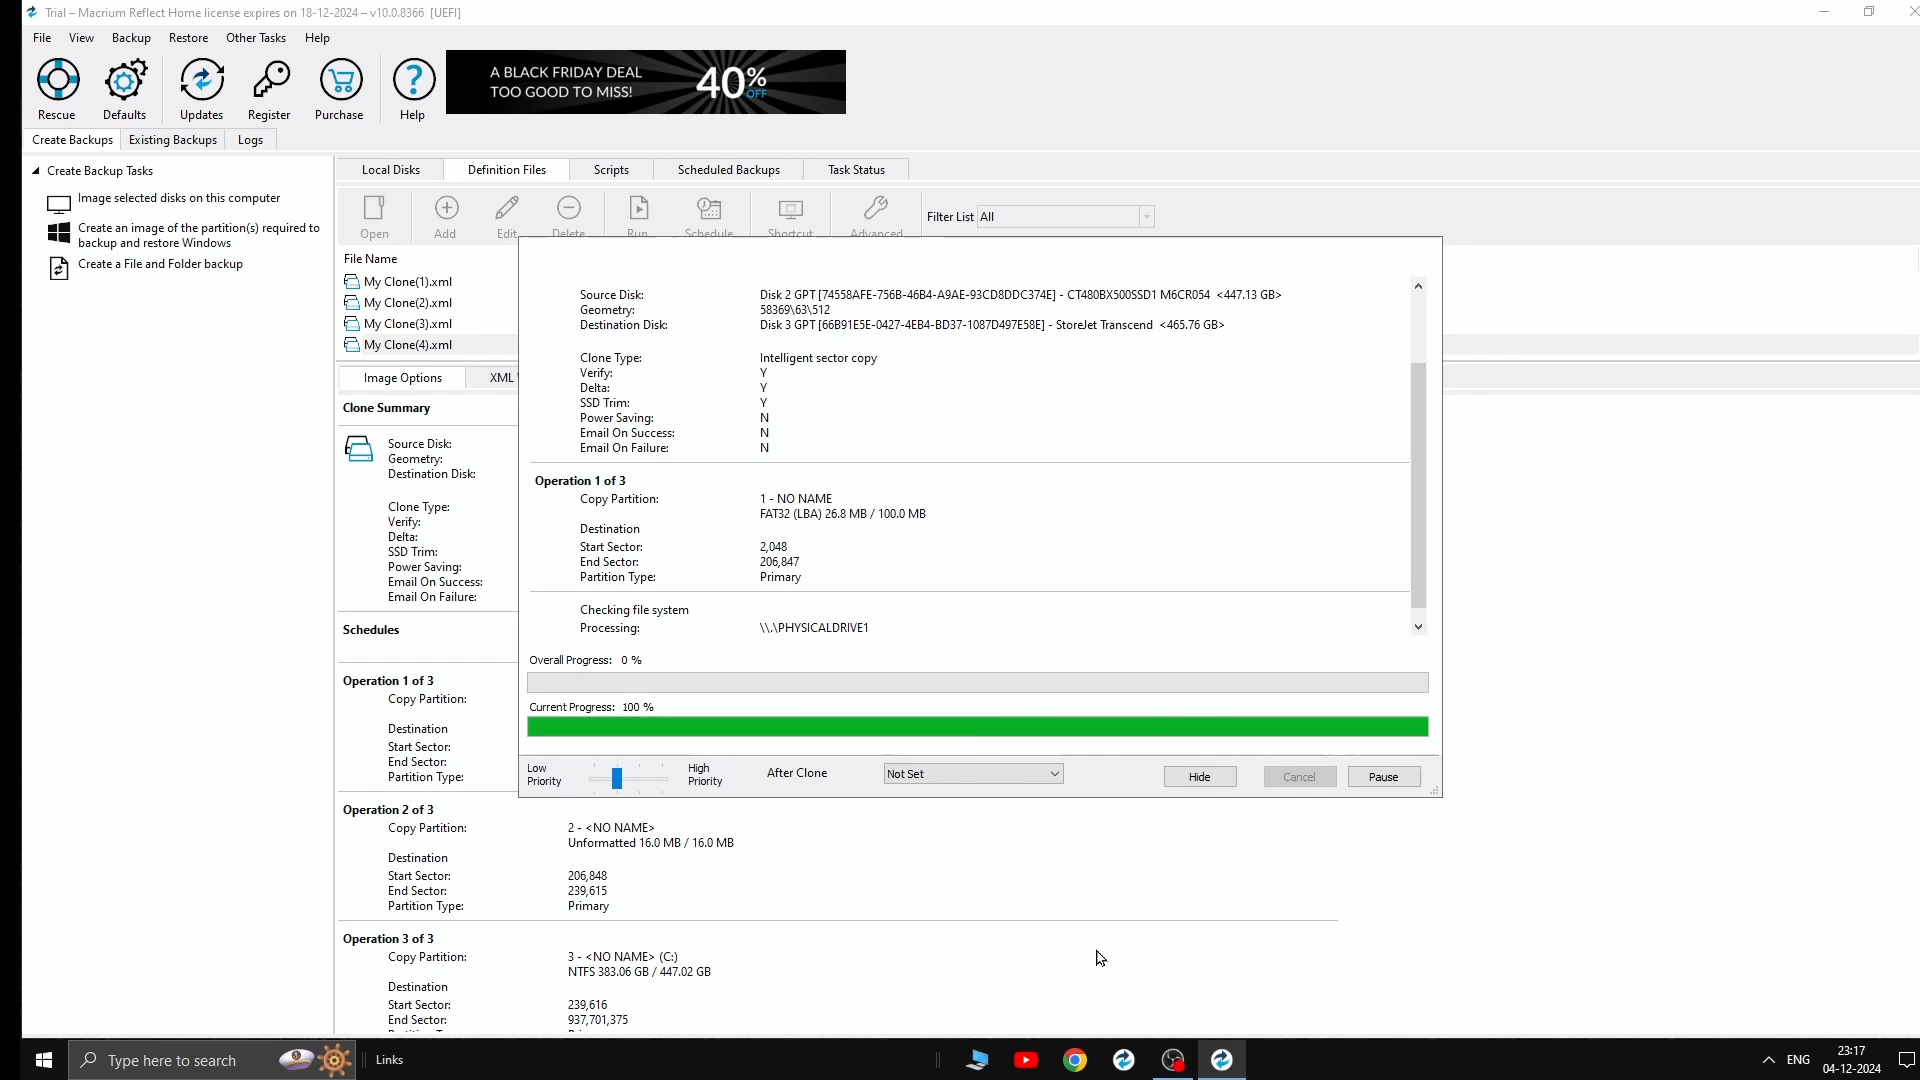 Trial – Macrium Reflect Home license expires on 18-12-2024 – v10.0.8366  [UEFI]
File View Backup Restore Other Tasks Help
A BLACK FRIDAY DEAL
TOO GOOD TO MISS!
40% OFF
Rescue Defaults Updates Register Purchase Help
Create Backups Existing Backups Logs
Create Backup Tasks
Image selected disks on this computer
Create an image of the partition(s) required to
backup and restore Windows
Create a File and Folder backup
Local Disks Definition Files Scripts Scheduled Backups Task Status
Open Add Edit Delete Run Schedule Shortcut Advanced
Filter List All
File Name
My Clone(1).xml
My Clone(2).xml
My Clone(3).xml
My Clone(4).xml
Image Options XML
Clone Summary
Source Disk:
Geometry:
Destination Disk:
Clone Type:
Verify:
Delta:
SSD Trim:
Power Saving:
Email On Success:
Email On Failure:
Schedules
Operation 1 of 3
Copy Partition:
Destination
Start Sector:
End Sector:
Partition Type:
Source Disk: Disk 2 GPT [74558AFE-756B-46B4-A9AE-93CD8DDC374E] - CT480BX500SSD1 M6CR054 <447.13 GB>
Geometry: 58369\63\512
Destination Disk: Disk 3 GPT [66B91E5E-0427-4EB4-BD37-1087D497E58E] - StoreJet Transcend <465.76 GB>
Clone Type: Intelligent sector copy
Verify: Y
Delta: Y
SSD Trim: Y
Power Saving: N
Email On Success: N
Email On Failure: N
Operation 1 of 3
Copy Partition: 1 - NO NAME
FAT32 (LBA) 26.8 MB / 100.0 MB
Destination
Start Sector: 2,048
End Sector: 206,847
Partition Type: Primary
Checking file system
Processing: \\.\PHYSICALDRIVE1
Overall Progress: 0 %
Current Progress: 100 %
Low Priority
High Priority
After Clone Not Set
Hide Cancel Pause
Operation 2 of 3
Copy Partition: 2 - <NO NAME>
Unformatted 16.0 MB / 16.0 MB
Destination
Start Sector: 206,848
End Sector: 239,615
Partition Type: Primary
Operation 3 of 3
Copy Partition: 3 - <NO NAME> (C:)
NTFS 383.06 GB / 447.02 GB
Destination
Start Sector: 239,616
End Sector: 937,701,375
Type here to search
Links
ENG
23:17
04-12-2024